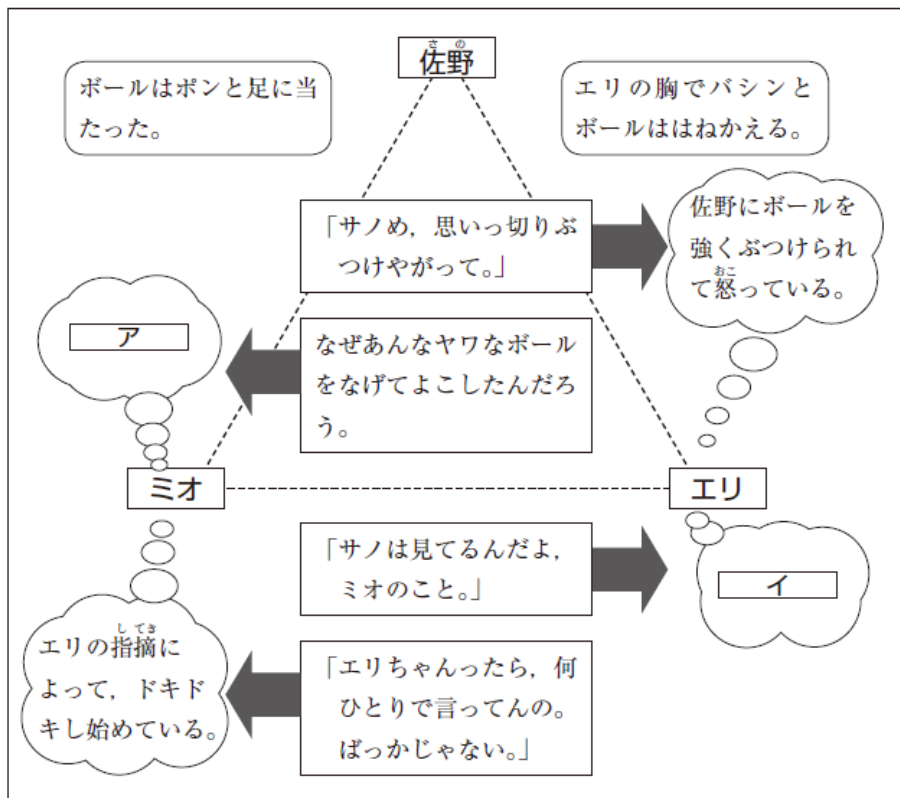 さの
佐野
ボールはポンと足に当
たった。
エリの胸でバシンと
ボールははねかえる。
「サノめ，思いっ切りぶ
つけやがって。」
佐野にボールを
強くぶつけられ
おこ
て怒っている。
ア
なぜあんなヤワなボール
をなげてよこしたんだろ
う。
ミオ
エリ
「サノは見てるんだよ，
ミオのこと。」
イ
してき
エリの指摘に
よって，ドキド
キし始めている。
「エリちゃんったら，何
ひとりで言ってんの。
ばっかじゃない。」